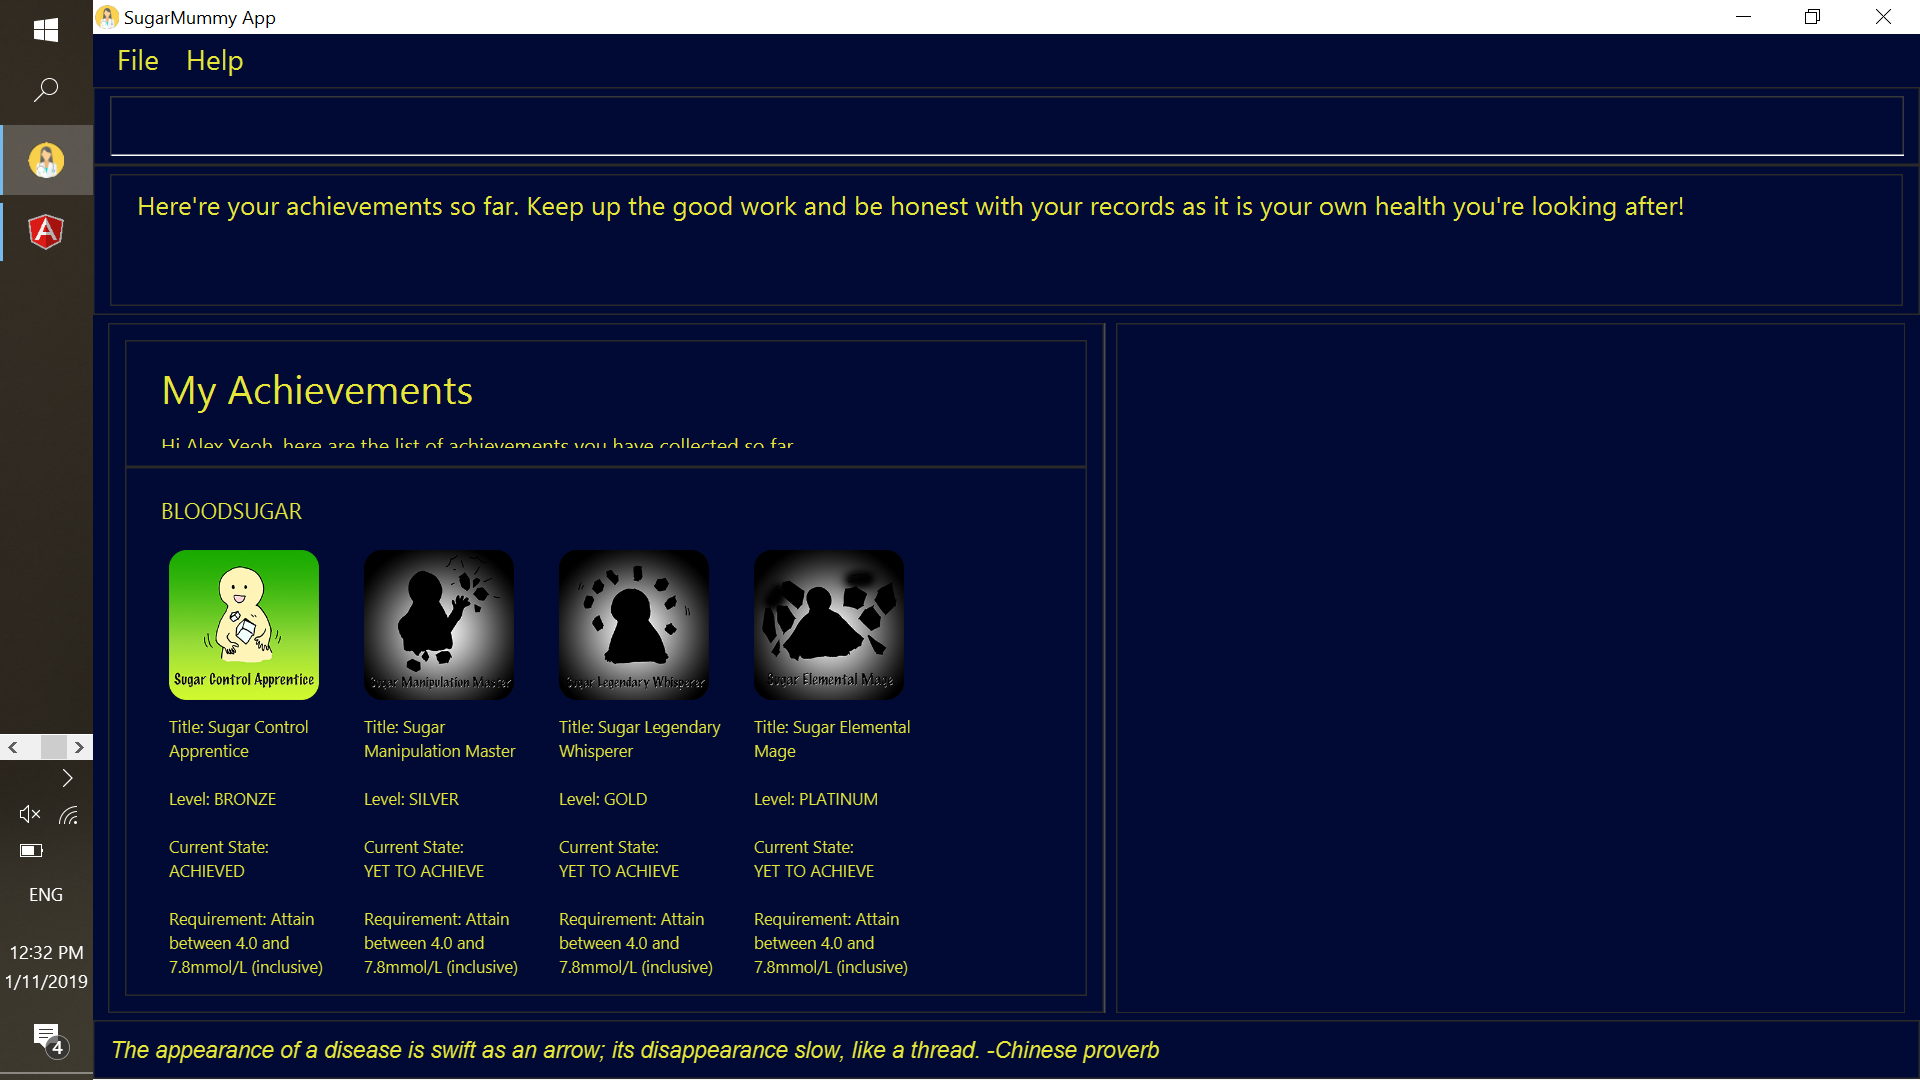 SugarMummy App
File Help
Here're your achievements so far. Keep up the good work and be honest with your records as it is your own health you're looking after!
My Achievements
Hi Alex Yeoh, here are the list of achievements you have collected so far
BLOODSUGAR
Sugar Control Apprentice
Sugar Manipulation Master
Sugar Legendary Whisperer
Sugar Elemental Mage
Title: Sugar Control
Apprentice
Level: BRONZE
Current State:
ACHIEVED
Requirement: Attain
between 4.0 and
7.8mmol/L (inclusive)
Title: Sugar
Manipulation Master
Level: SILVER
Current State:
YET TO ACHIEVE
Requirement: Attain
between 4.0 and
7.8mmol/L (inclusive)
Title: Sugar Legendary
Whisperer
Level: GOLD
Current State:
YET TO ACHIEVE
Requirement: Attain
between 4.0 and
7.8mmol/L (inclusive)
Title: Sugar Elemental
Mage
Level: PLATINUM
Current State:
YET TO ACHIEVE
Requirement: Attain
between 4.0 and
7.8mmol/L (inclusive)
The appearance of a disease is swift as an arrow; its disappearance slow, like a thread. -Chinese proverb
ENG
12:32 PM
1/11/2019
4